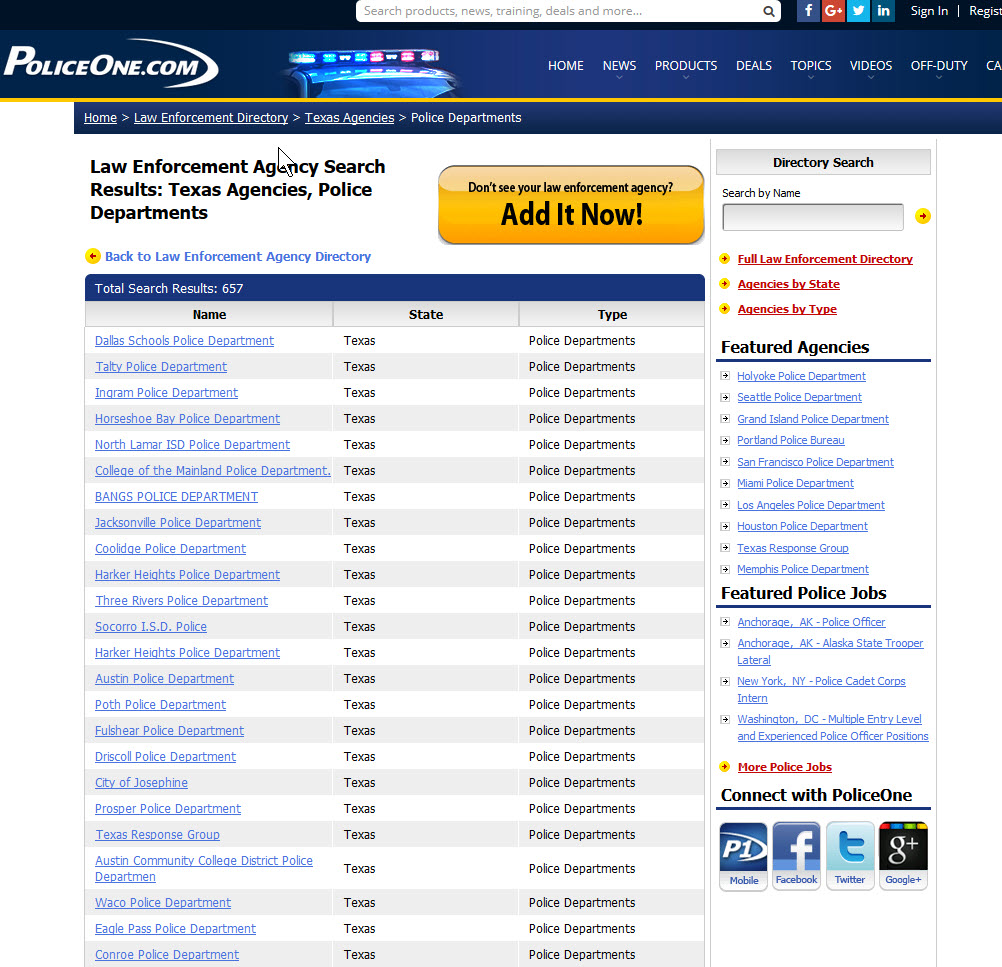 Search products, news, training, deals and more...
Sign In | Regist
POLICEONE.COM
HOME NEWS PRODUCTS DEALS TOPICS VIDEOS OFF-DUTY CA
Home > Law Enforcement Directory > Texas Agencies > Police Departments
Law Enforcement Agency Search
Results: Texas Agencies, Police
Departments
Don't see your law enforcement agency?
Add It Now!
Back to Law Enforcement Agency Directory
Total Search Results: 657
Name State Type
Dallas Schools Police Department Texas Police Departments
Talty Police Department Texas Police Departments
Ingram Police Department Texas Police Departments
Horseshoe Bay Police Department Texas Police Departments
North Lamar ISD Police Department Texas Police Departments
College of the Mainland Police Department. Texas Police Departments
BANGS POLICE DEPARTMENT Texas Police Departments
Jacksonville Police Department Texas Police Departments
Coolidge Police Department Texas Police Departments
Harker Heights Police Department Texas Police Departments
Three Rivers Police Department Texas Police Departments
Socorro I.S.D. Police Texas Police Departments
Harker Heights Police Department Texas Police Departments
Austin Police Department Texas Police Departments
Poth Police Department Texas Police Departments
Fulshear Police Department Texas Police Departments
Driscoll Police Department Texas Police Departments
City of Josephine Texas Police Departments
Prosper Police Department Texas Police Departments
Texas Response Group Texas Police Departments
Austin Community College District Police
Departmen Texas Police Departments
Waco Police Department Texas Police Departments
Eagle Pass Police Department Texas Police Departments
Conroe Police Department Texas Police Departments
Directory Search
Search by Name
Full Law Enforcement Directory
Agencies by State
Agencies by Type
Featured Agencies
Holyoke Police Department
Seattle Police Department
Grand Island Police Department
Portland Police Bureau
San Francisco Police Department
Miami Police Department
Los Angeles Police Department
Houston Police Department
Texas Response Group
Memphis Police Department
Featured Police Jobs
Anchorage, AK - Police Officer
Anchorage, AK - Alaska State Trooper
Lateral
New York, NY - Police Cadet Corps
Intern
Washington, DC - Multiple Entry Level
and Experienced Police Officer Positions
More Police Jobs
Connect with PoliceOne
P1 f t g+
Mobile Facebook Twitter Google+